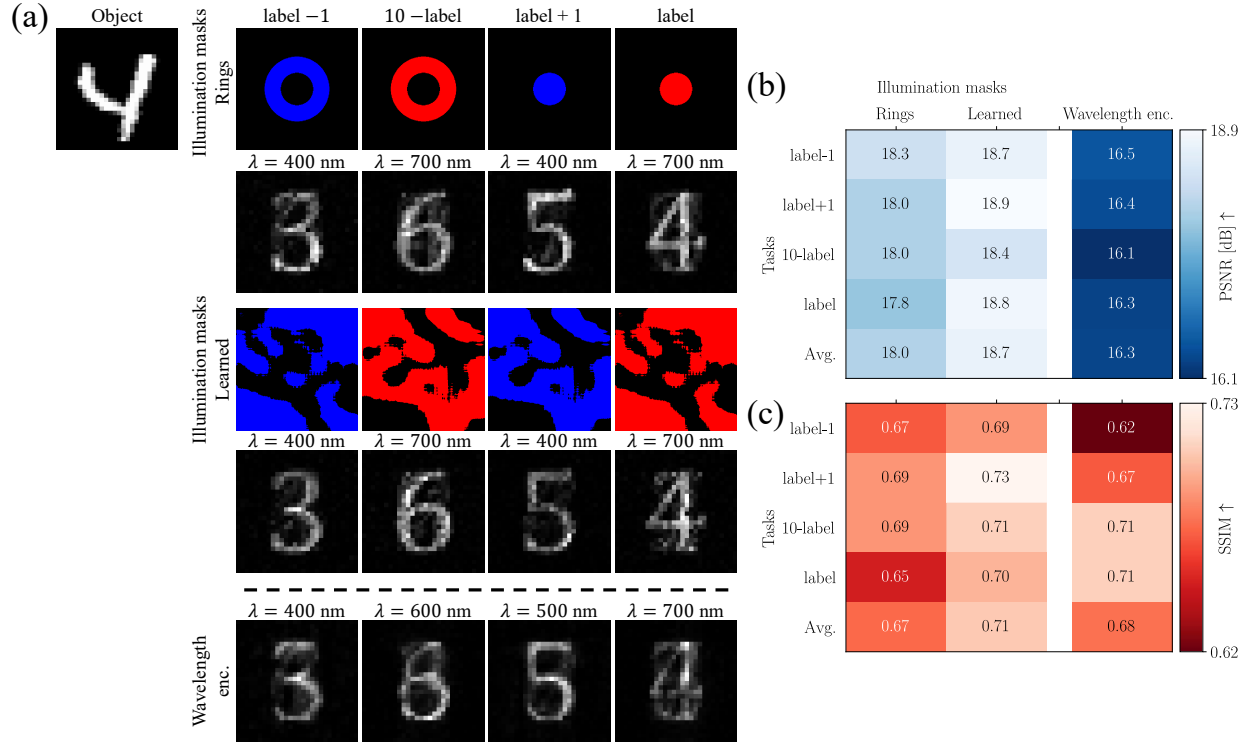 (a)
Object
label −1
10 −label
label + 1
label
Illumination masks
Rings
λ = 400 nm
λ = 700 nm
λ = 400 nm
λ = 700 nm
Illumination masks
Learned
λ = 400 nm
λ = 700 nm
λ = 400 nm
λ = 700 nm
λ = 400 nm
λ = 600 nm
λ = 500 nm
λ = 700 nm
Wavelength
enc.
(b)
Illumination masks
Rings
Learned
Wavelength enc.
Tasks
label-1 18.3 18.7 16.5
label+1 18.0 18.9 16.4
10-label 18.0 18.4 16.1
label 17.8 18.8 16.3
Avg. 18.0 18.7 16.3
18.9
PSNR [dB] ↑
16.1
(c)
Tasks
label-1 0.67 0.69 0.62
label+1 0.69 0.73 0.67
10-label 0.69 0.71 0.71
label 0.65 0.70 0.71
Avg. 0.67 0.71 0.68
0.73
SSIM ↑
0.62